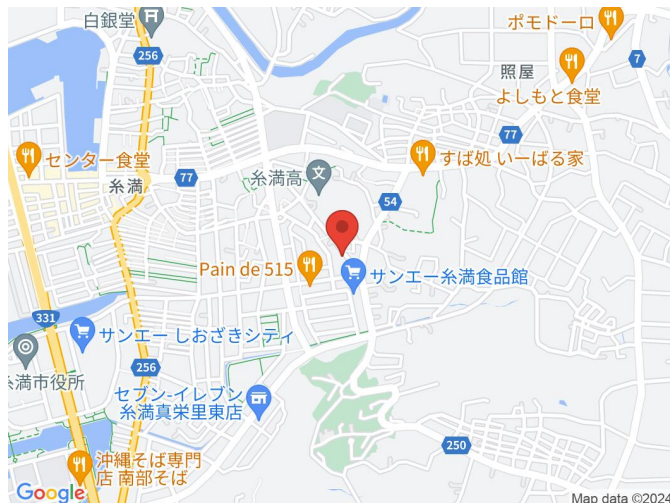 白銀堂
256
ポモドーロ
7
照屋
よしもと食堂
77
センター食堂
糸満
77
糸満高
文
すば処 いーばる家
54
Pain de 515
サンエー糸満食品館
331
サンエー しおざきシティ
256
糸満市役所
セブン-イレブン
糸満真栄里東店
250
沖縄そば専門
店 南部そば
Google
Map data ©2024